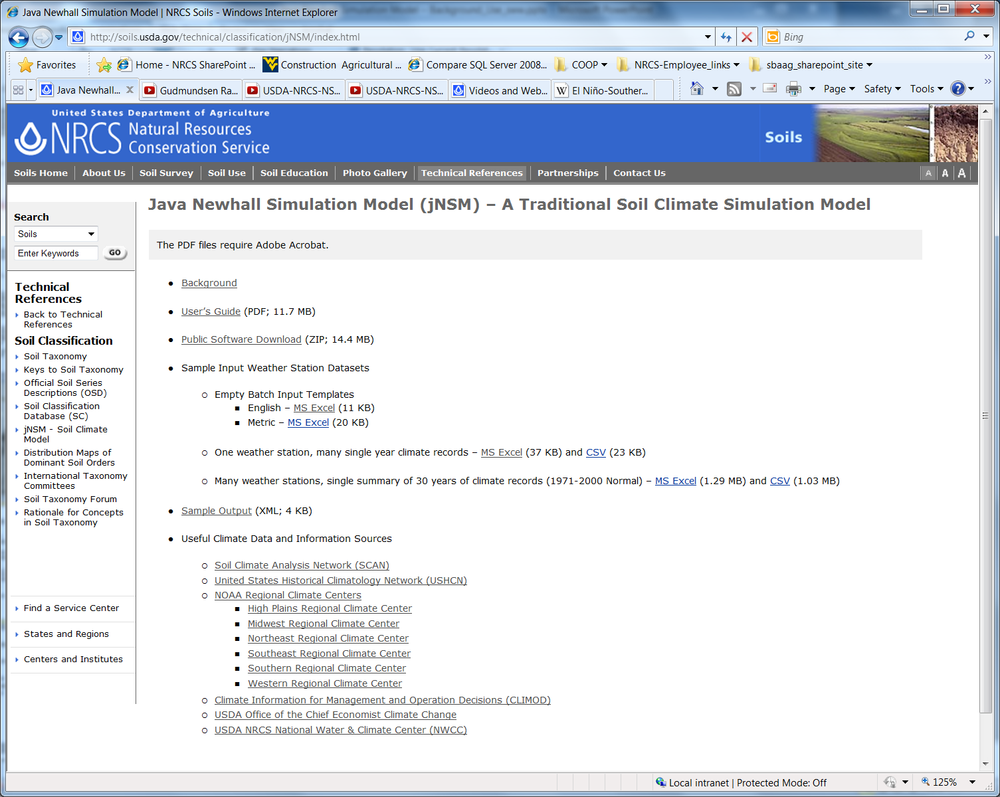 Java Newhall Simulation Model | NRCS Soils - Windows Internet Explorer
http://soils.usda.gov/technical/classification/jNSM/index.html
Bing
Favorites
Home - NRCS SharePoint ...
Construction Agricultural ...
Compare SQL Server 2008...
COOP
NRCS-Employee_links
sbaag_sharepoint_site
Java Newhall...
Gudmundsen Ra...
USDA-NRCS-NS...
USDA-NRCS-NS...
Videos and Web...
W El Niño-Souther...
Page
Safety
Tools
United States Department of Agriculture
NRCS Natural Resources
Conservation Service
Soils
Soils Home
About Us
Soil Survey
Soil Use
Soil Education
Photo Gallery
Technical References
Partnerships
Contact Us
A A A
Java Newhall Simulation Model (jNSM) – A Traditional Soil Climate Simulation Model
Search
Soils
Enter Keywords GO
Technical
References
Back to Technical
References
Soil Classification
Soil Taxonomy
Keys to Soil Taxonomy
Official Soil Series
Descriptions (OSD)
Soil Classification
Database (SC)
jNSM - Soil Climate
Model
Distribution Maps of
Dominant Soil Orders
International Taxonomy
Committees
Soil Taxonomy Forum
Rationale for Concepts
in Soil Taxonomy
Find a Service Center
States and Regions
Centers and Institutes
The PDF files require Adobe Acrobat.
Background
User's Guide (PDF; 11.7 MB)
Public Software Download (ZIP; 14.4 MB)
Sample Input Weather Station Datasets
Empty Batch Input Templates
English – MS Excel (11 KB)
Metric – MS Excel (20 KB)
One weather station, many single year climate records – MS Excel (37 KB) and CSV (23 KB)
Many weather stations, single summary of 30 years of climate records (1971-2000 Normal) – MS Excel (1.29 MB) and CSV (1.03 MB)
Sample Output (XML; 4 KB)
Useful Climate Data and Information Sources
Soil Climate Analysis Network (SCAN)
United States Historical Climatology Network (USHCN)
NOAA Regional Climate Centers
High Plains Regional Climate Center
Midwest Regional Climate Center
Northeast Regional Climate Center
Southeast Regional Climate Center
Southern Regional Climate Center
Western Regional Climate Center
Climate Information for Management and Operation Decisions (CLIMOD)
USDA Office of the Chief Economist Climate Change
USDA NRCS National Water & Climate Center (NWCC)
Local intranet | Protected Mode: Off
125%